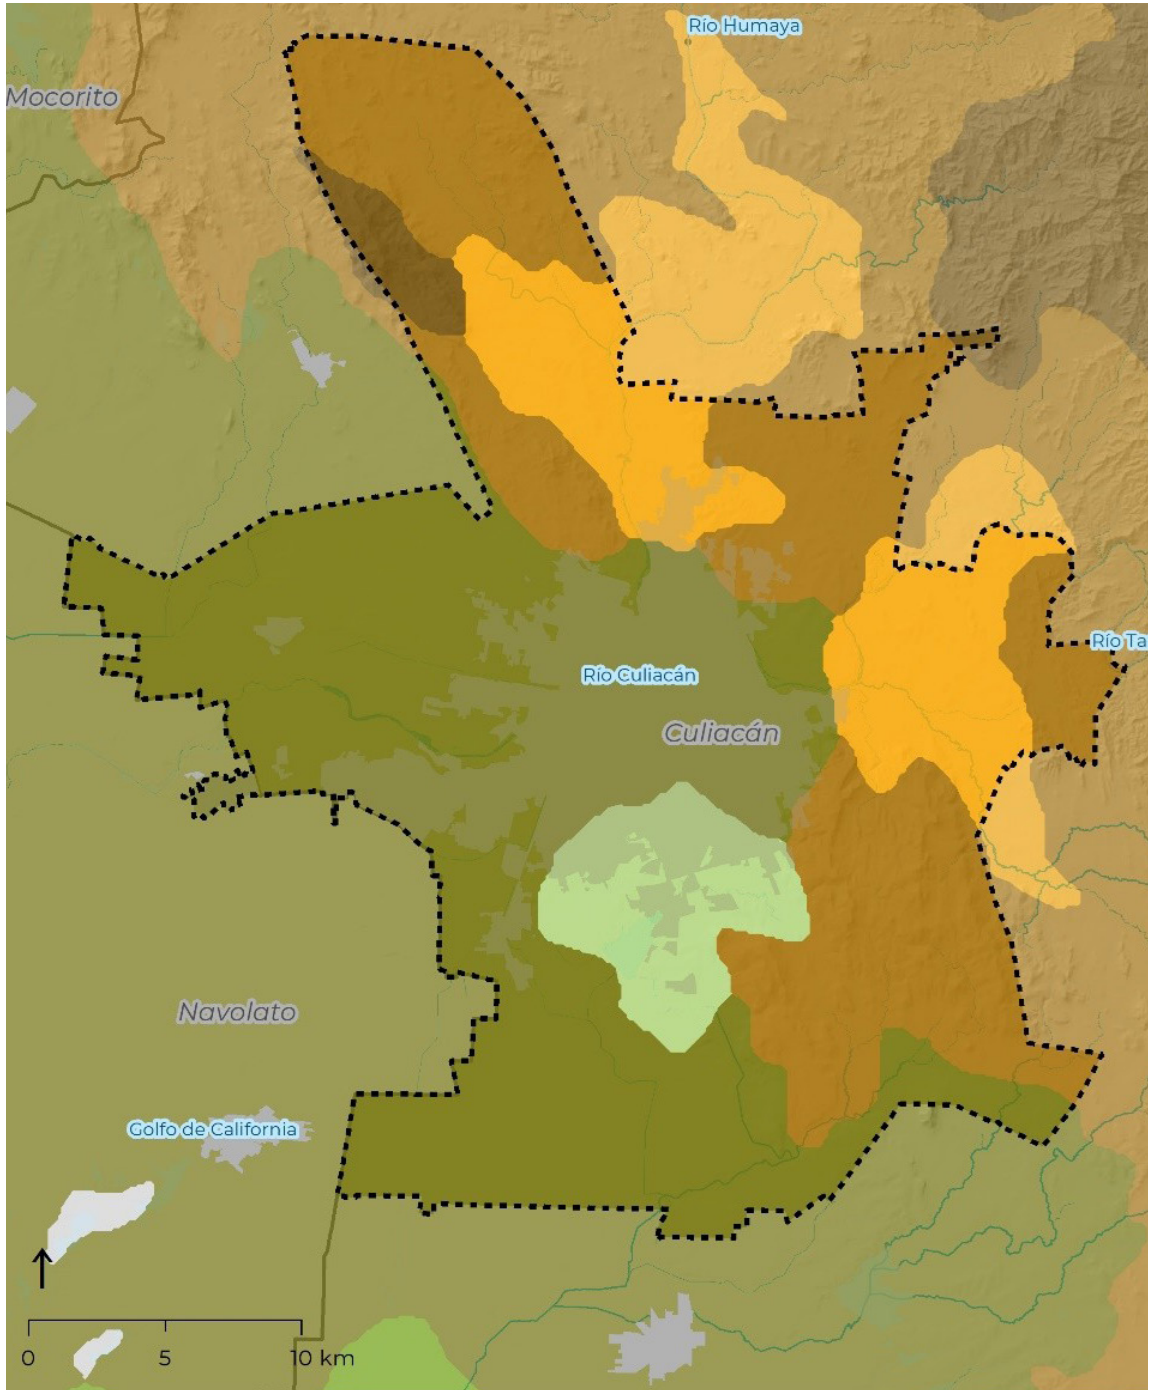 Río Humaya
Mocorito
Río Ta
Río Culiacán
Culiacán
Navolato
Golfo de California
0 5 10 km